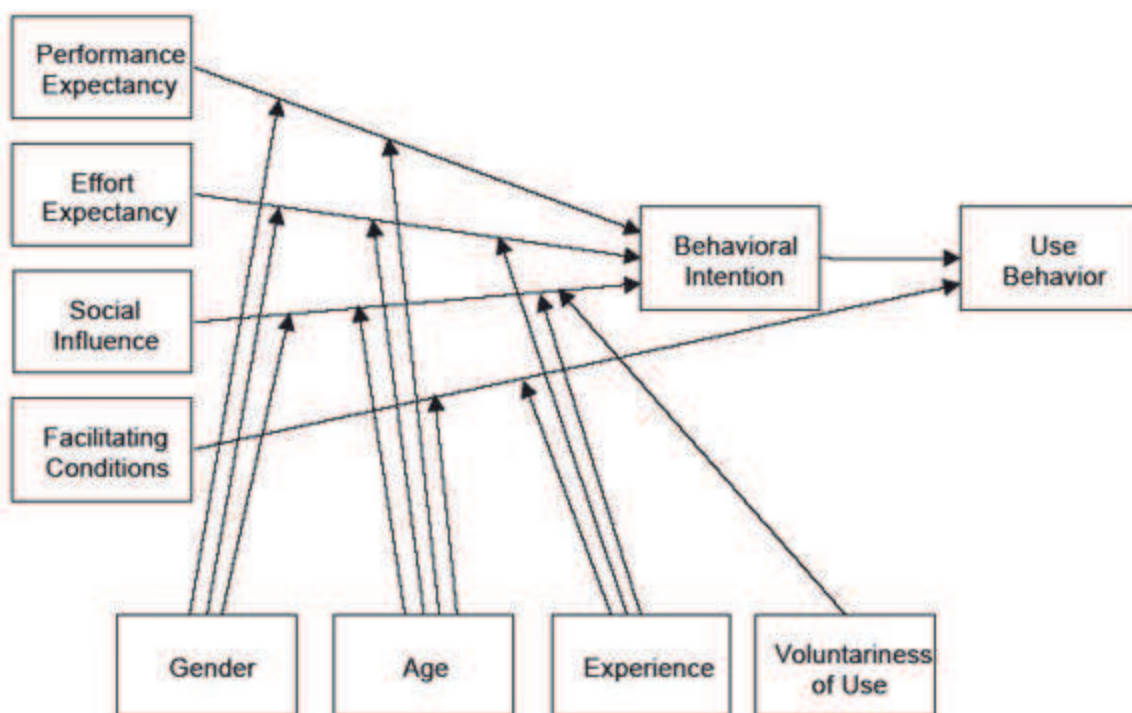 Performance
Expectancy
Effort
Expectancy
Social
Influence
Facilitating
Conditions
Behavioral
Intention
Use
Behavior
Gender
Age
Experience
Voluntariness
of Use